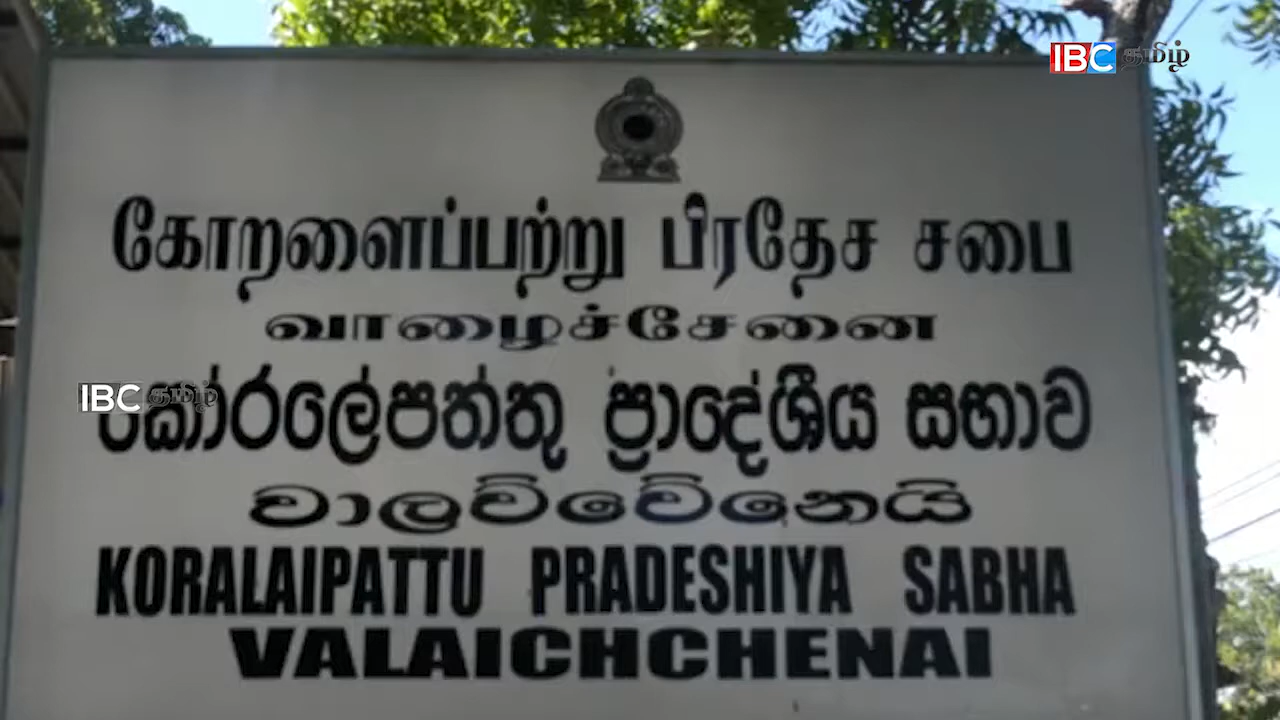 IBC தமிழ்
கோறளைப்பற்று பிரதேச சபை
வாழைச்சேனை
IBC தமிழ்
කෝරලේපත්තු ප්‍රාදේශීය සභාව
වාලච්චේනෙයි
KORALAIPATTU PRADESHIYA SABHA
VALAICHCHENAI